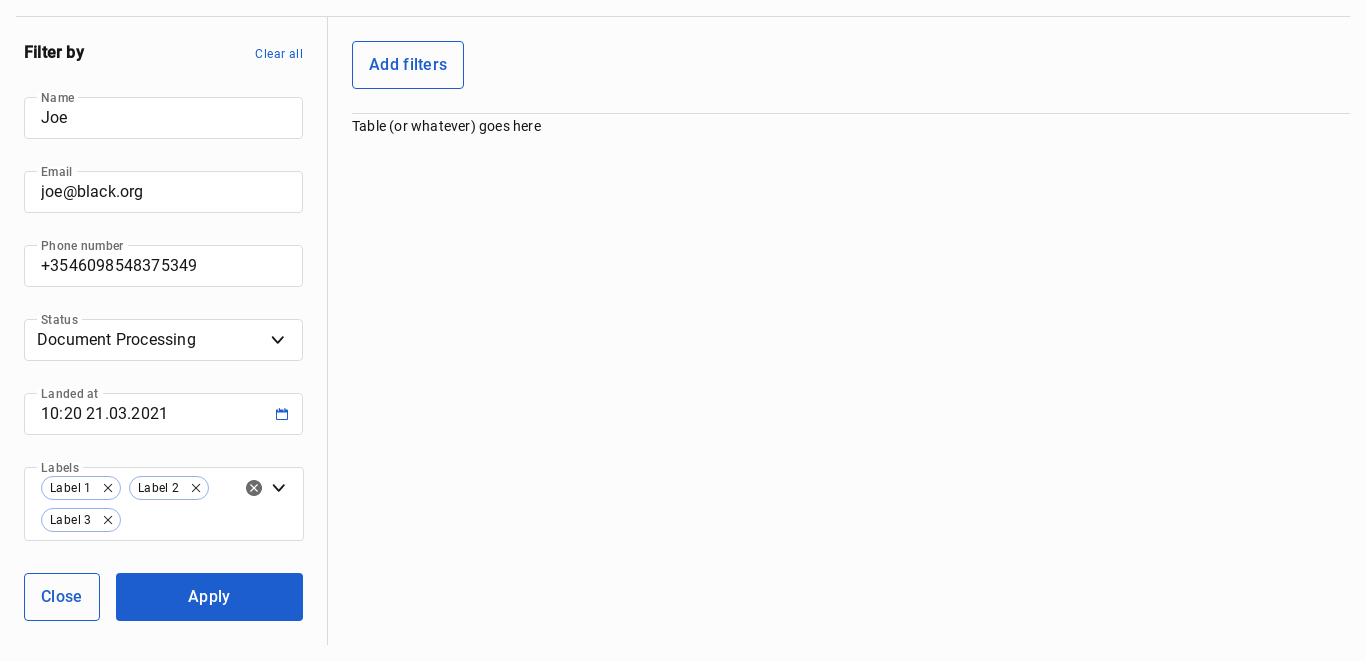 Filter by
Clear all
Name
Joe
Email
joe@black.org
Phone number
+3546098548375349
Status
Document Processing
Landed at
10:20 21.03.2021
Labels
Label 1 Label 2
Label 3
Close Apply
Add filters
Table (or whatever) goes here